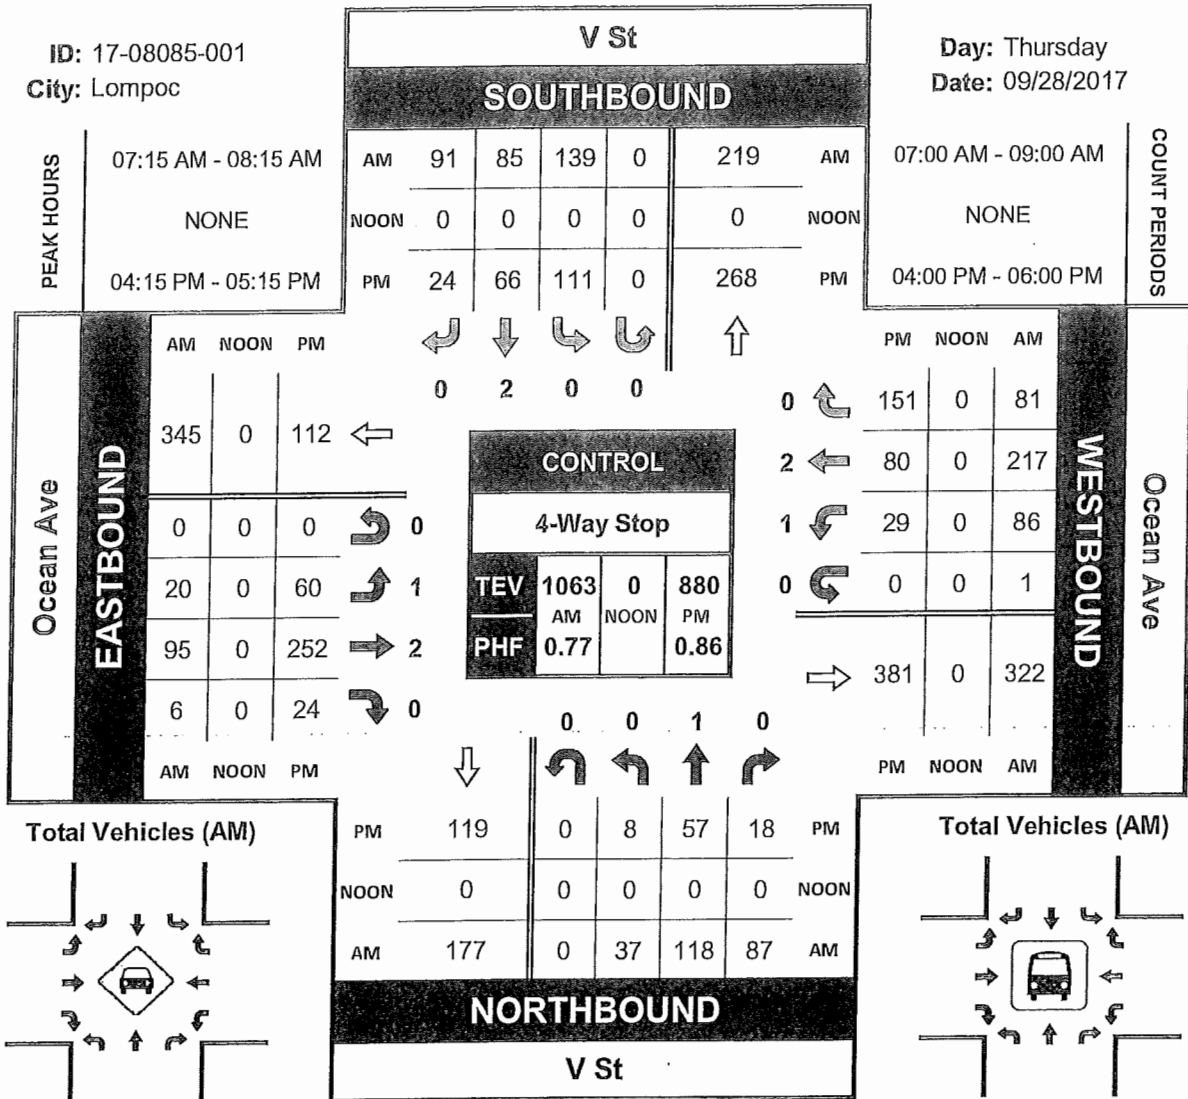 ID: 17-08085-001
City: Lompoc
V St
SOUTHBOUND
Day: Thursday
Date: 09/28/2017
PEAK HOURS
07:15 AM - 08:15 AM
NONE
04:15 PM - 05:15 PM
AM 91 85 139 0 219 AM
NOON 0 0 0 0 0 NOON
PM 24 66 111 0 268 PM
0 2 0 0
07:00 AM - 09:00 AM
NONE
04:00 PM - 06:00 PM
COUNT PERIODS
Ocean Ave
EASTBOUND
AM NOON PM
345 0 112
0 0 0 0
20 0 60 1
95 0 252 2
6 0 24 0
AM NOON PM
CONTROL
4-Way Stop
TEV 1063 0 880
AM NOON PM
PHF 0.77 0.86
PM NOON AM
0 151 0 81
2 80 0 217
1 29 0 86
0 0 0 1
381 0 322
PM NOON AM
WESTBOUND
Ocean Ave
0 0 1 0
PM 119 0 8 57 18 PM
NOON 0 0 0 0 0 NOON
AM 177 0 37 118 87 AM
NORTHBOUND
V St
Total Vehicles (AM)
Total Vehicles (AM)